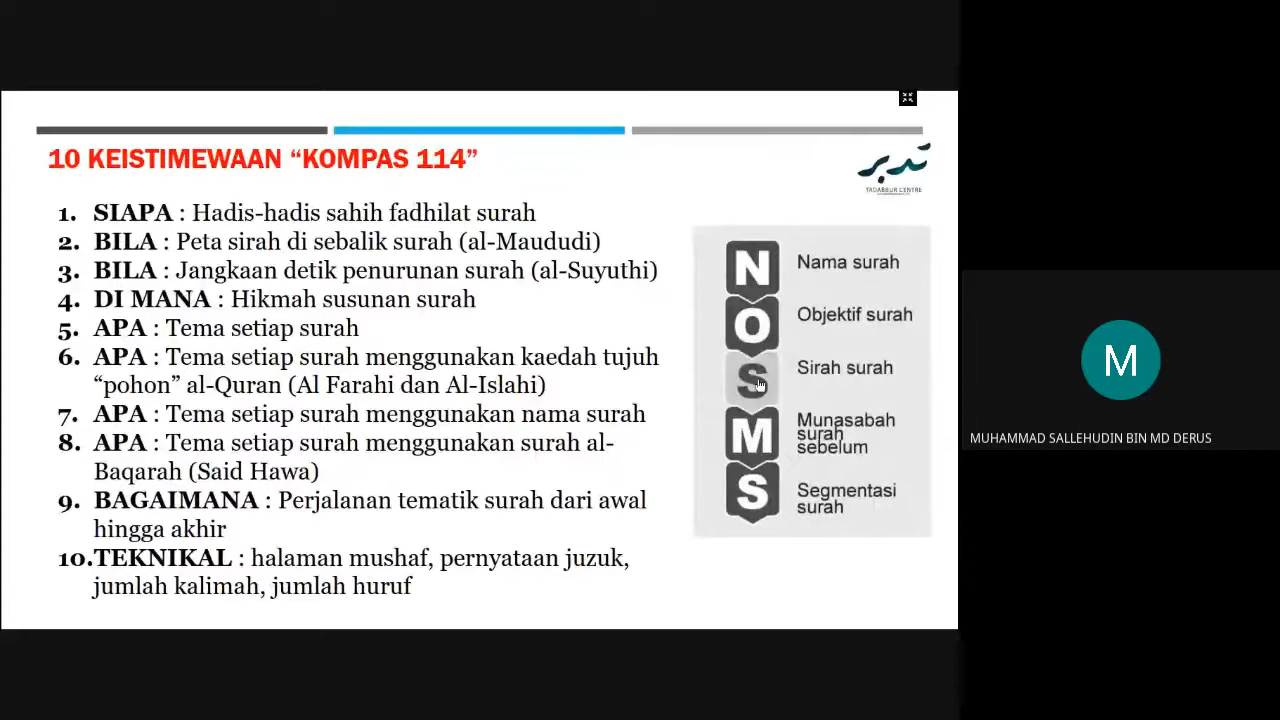 10 KEISTIMEWAAN “KOMPAS 114”
تدبر
TADABBUR CENTRE
1. SIAPA : Hadis-hadis sahih fadhilat surah
2. BILA : Peta sirah di sebalik surah (al-Maududi)
3. BILA : Jangkaan detik penurunan surah (al-Suyuthi)
4. DI MANA : Hikmah susunan surah
5. APA : Tema setiap surah
6. APA : Tema setiap surah menggunakan kaedah tujuh
“pohon” al-Quran (Al Farahi dan Al-Islahi)
7. APA : Tema setiap surah menggunakan nama surah
8. APA : Tema setiap surah menggunakan surah al-
Baqarah (Said Hawa)
9. BAGAIMANA : Perjalanan tematik surah dari awal
hingga akhir
10.TEKNIKAL : halaman mushaf, pernyataan juzuk,
jumlah kalimah, jumlah huruf
N Nama surah
O Objektif surah
S Sirah surah
M Munasabah
surah
sebelum
S Segmentasi
surah
M
MUHAMMAD SALLEHUDIN BIN MD DERUS